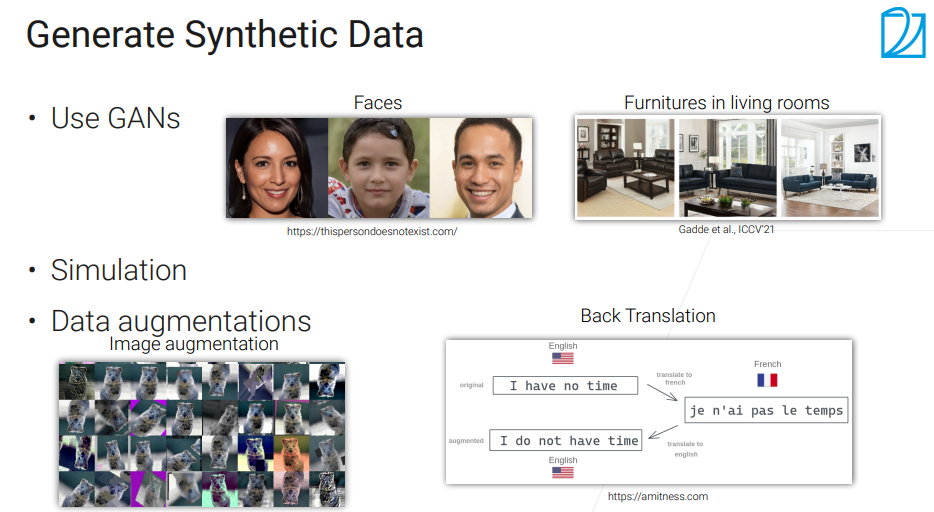 Generate Synthetic Data
• Use GANs
Faces
Furnitures in living rooms
https://thispersondoesnotexist.com/
Gadde et al., ICCV'21
• Simulation
• Data augmentations
Image augmentation
Back Translation
English
original
I have no time
translate to
french
French
je n'ai pas le temps
augmented
I do not have time
translate to
english
English
https://amitness.com